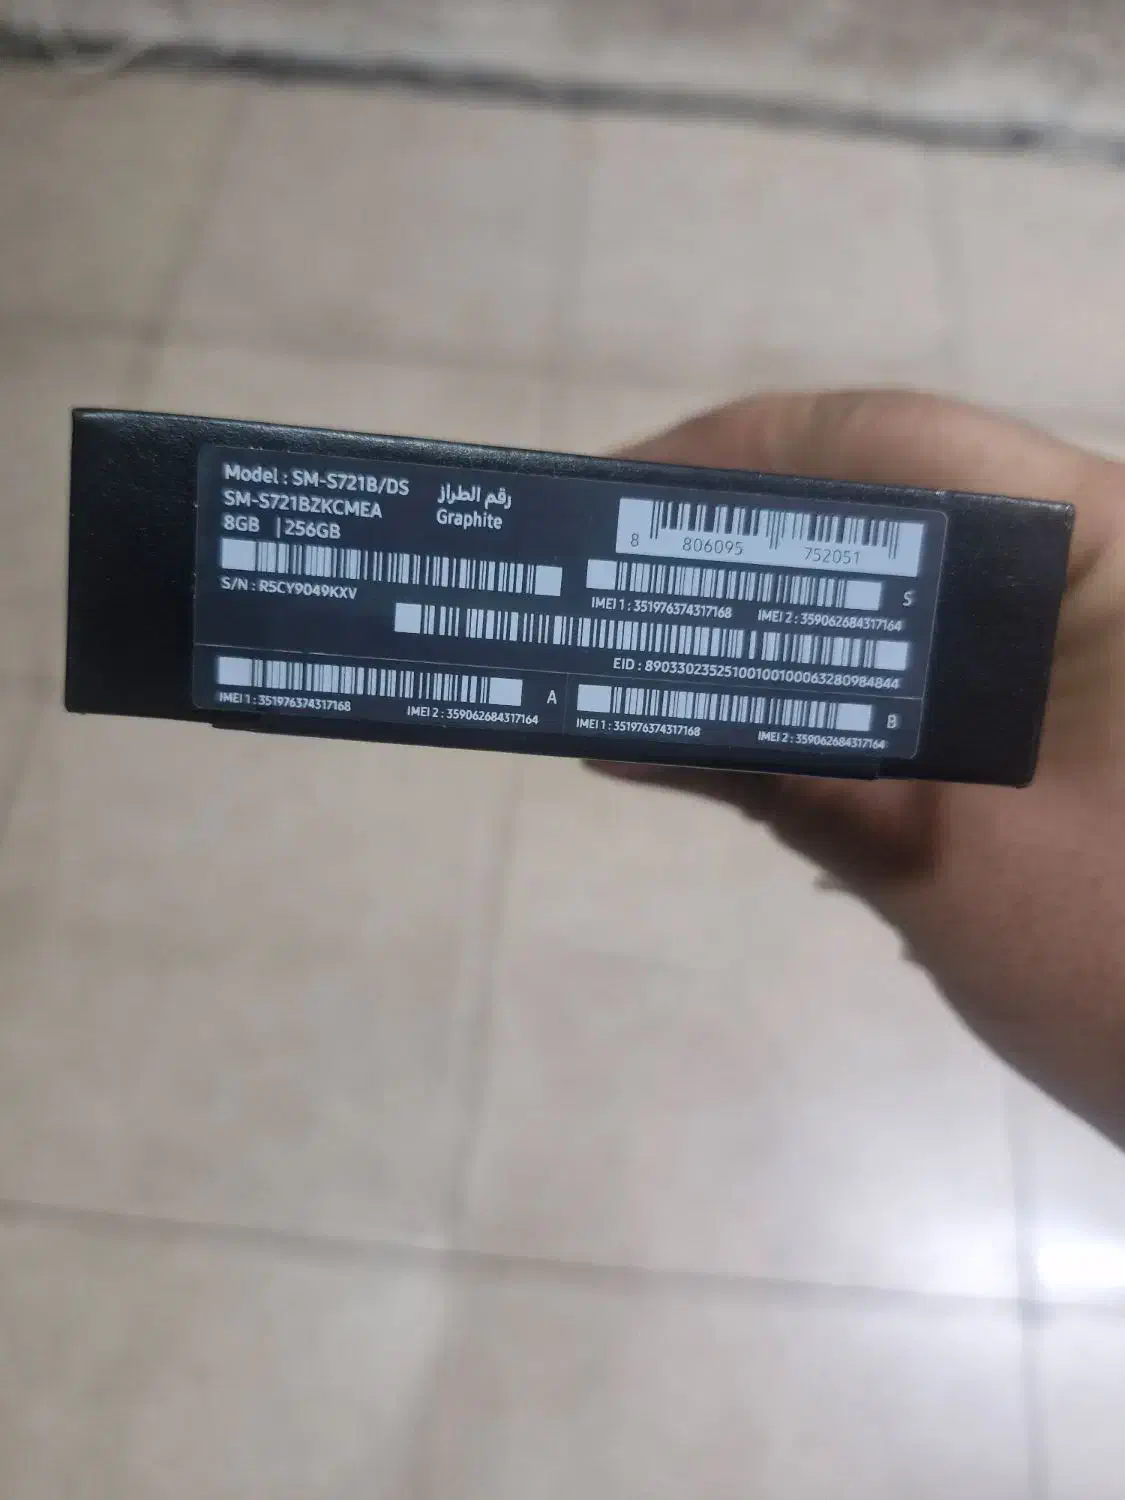 Model : SM-S721B/DS
رقم الطراز
SM-S721BZKCMEA
Graphite
8GB | 256GB
8 806095 752051
S/N : R5CY9049KXV
S
IMEI 1 : 351976374317168 IMEI 2 : 359062684317164
EID : 89033023525100100100063280984844
A
IMEI 1 : 351976374317168 IMEI 2 : 359062684317164
B
IMEI 1 : 351976374317168 IMEI 2 : 359062684317164